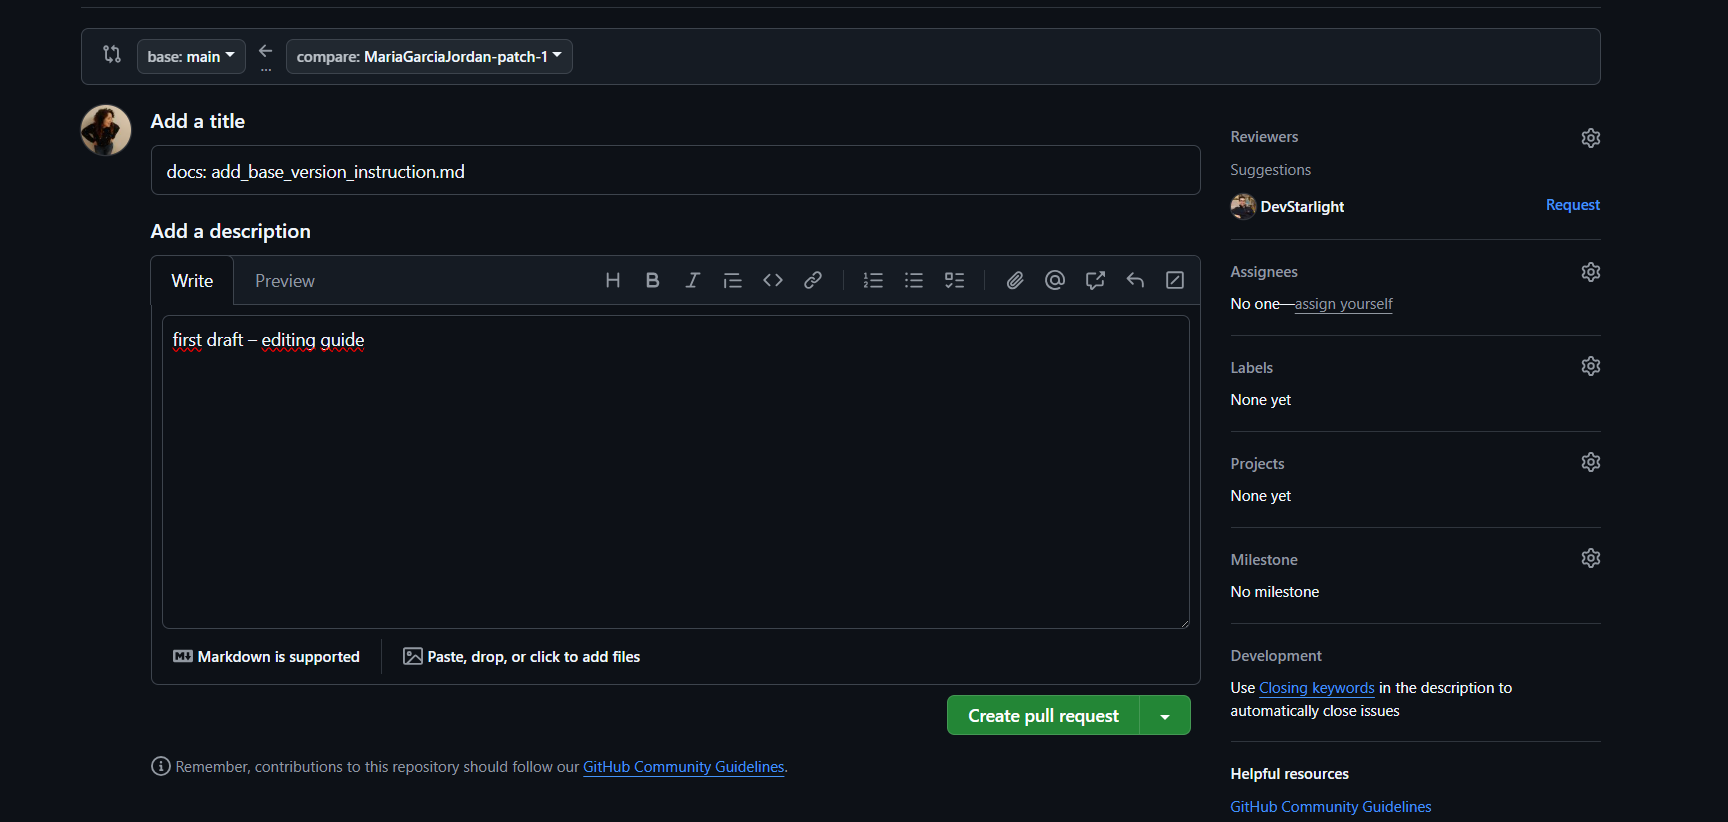 base: main
compare: MariaGarciaJordan-patch-1
Add a title
docs: add_base_version_instruction.md
Add a description
Write
Preview
first draft – editing guide
Markdown is supported
Paste, drop, or click to add files
Create pull request
Remember, contributions to this repository should follow our GitHub Community Guidelines.
Reviewers
Suggestions
DevStarlight
Request
Assignees
No one—assign yourself
Labels
None yet
Projects
None yet
Milestone
No milestone
Development
Use Closing keywords in the description to
automatically close issues
Helpful resources
GitHub Community Guidelines